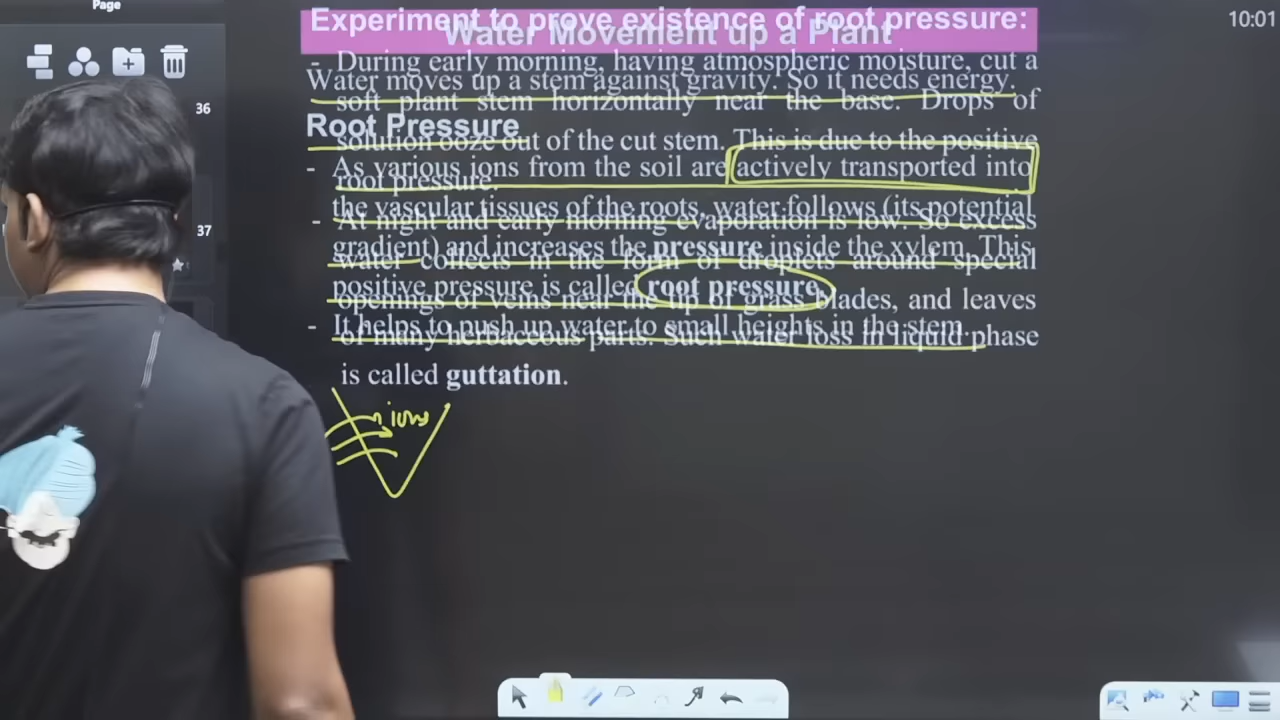 Page
10:01
36
37
Experiment to prove existence of root pressure:
Water Movement up a Plant
- During early morning, having atmospheric moisture, cut a
Water moves up a stem against gravity. So it needs energy.
soft plant stem horizontally near the base. Drops of
Root Pressure
solution ooze out of the cut stem. This is due to the positive
- As various ions from the soil are actively transported into
root pressure.
the vascular tissues of the roots, water follows (its potential
- At night and early morning evaporation is low. So excess
gradient) and increases the pressure inside the xylem. This
water collects in the form of droplets around special
positive pressure is called root pressure.
openings of veins near the tip of grass blades, and leaves
- It helps to push up water to small heights in the stem.
of many herbaceous parts. Such water loss in liquid phase
is called guttation.
ions